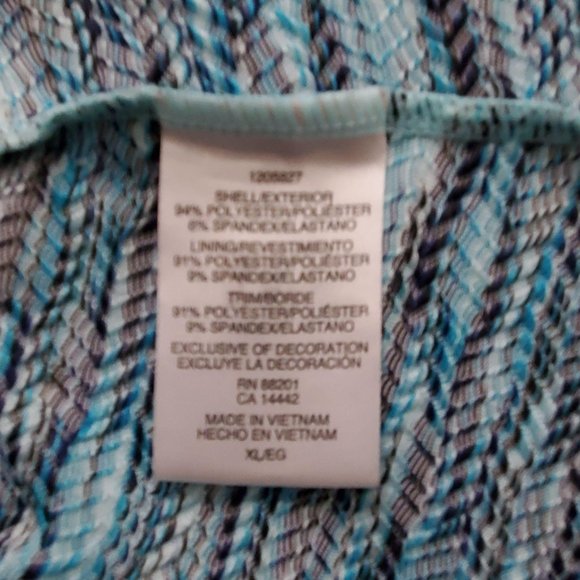 1205827
SHELL/EXTERIOR
94% POLYESTER/POLIÉSTER
6% SPANDEX/ELASTANO
LINING/REVESTIMIENTO
91% POLYESTER/POLIÉSTER
9% SPANDEX/ELASTANO
TRIM/BORDE
91% POLYESTER/POLIÉSTER
9% SPANDEX/ELASTANO
EXCLUSIVE OF DECORATION
EXCLUYE LA DECORACIÓN
RN 88201
CA 14442
MADE IN VIETNAM
HECHO EN VIETNAM
XL/EG